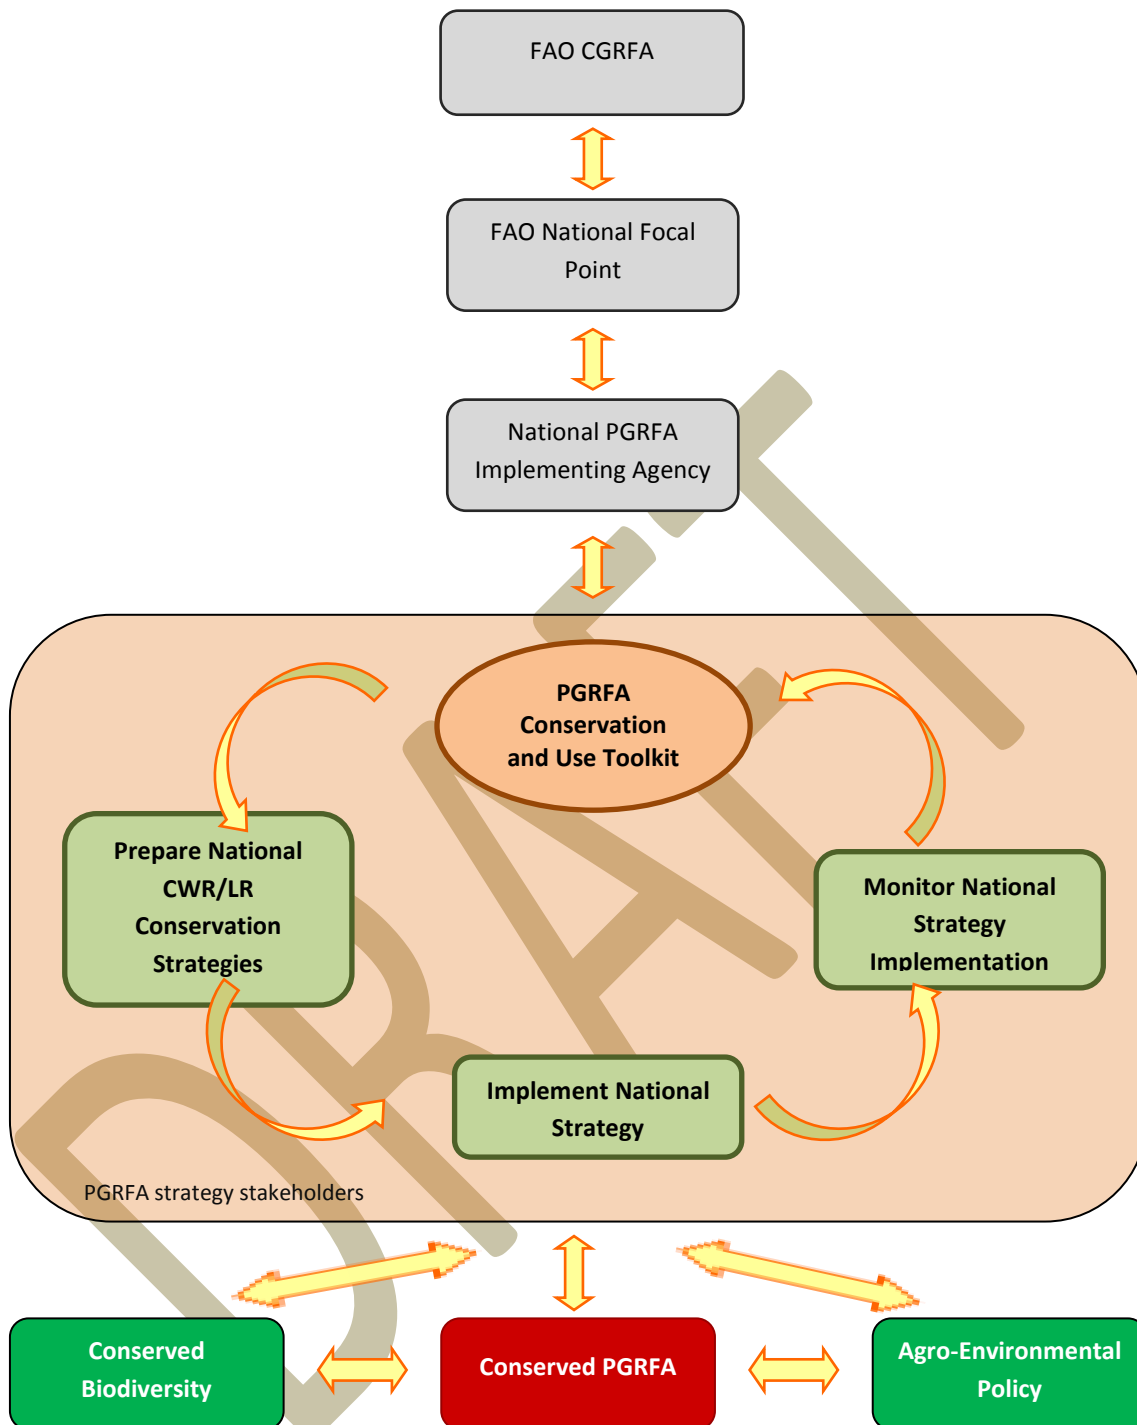 FAO CGRFA
FAO National Focal
Point
National PGRFA
Implementing Agency
PGRFA
Conservation
and Use Toolkit
Prepare National
CWR/LR
Conservation
Strategies
Monitor National
Strategy
Implementation
Implement National
Strategy
PGRFA strategy stakeholders
Conserved
Biodiversity
Conserved PGRFA
Agro-Environmental
Policy
DRAFT